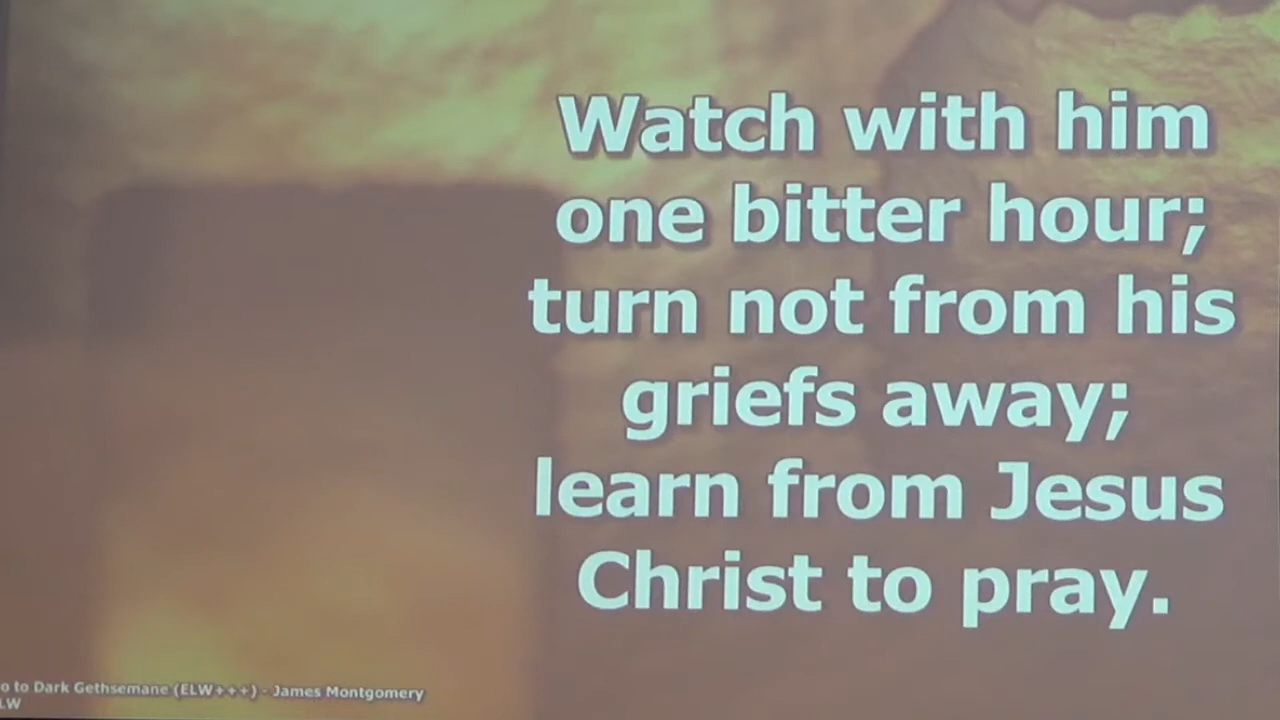 Watch with him
one bitter hour;
turn not from his
griefs away;
learn from Jesus
Christ to pray.
o to Dark Gethsemane (ELW+++) - James Montgomery
LW